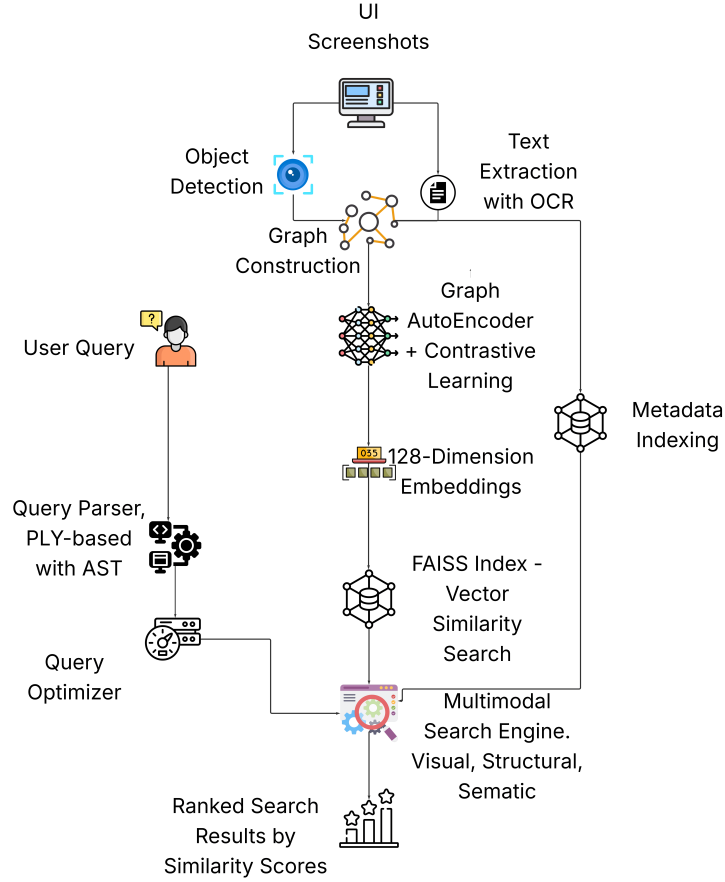 UI
Screenshots
Object
Detection
Text
Extraction
with OCR
Graph
Construction
Graph
AutoEncoder
+ Contrastive
Learning
?
User Query
Metadata
Indexing
035
128-Dimension
Embeddings
Query Parser,
PLY-based
with AST
FAISS Index -
Vector
Similarity
Search
Query
Optimizer
Multimodal
Search Engine.
Visual, Structural,
Sematic
Ranked Search
Results by
Similarity Scores